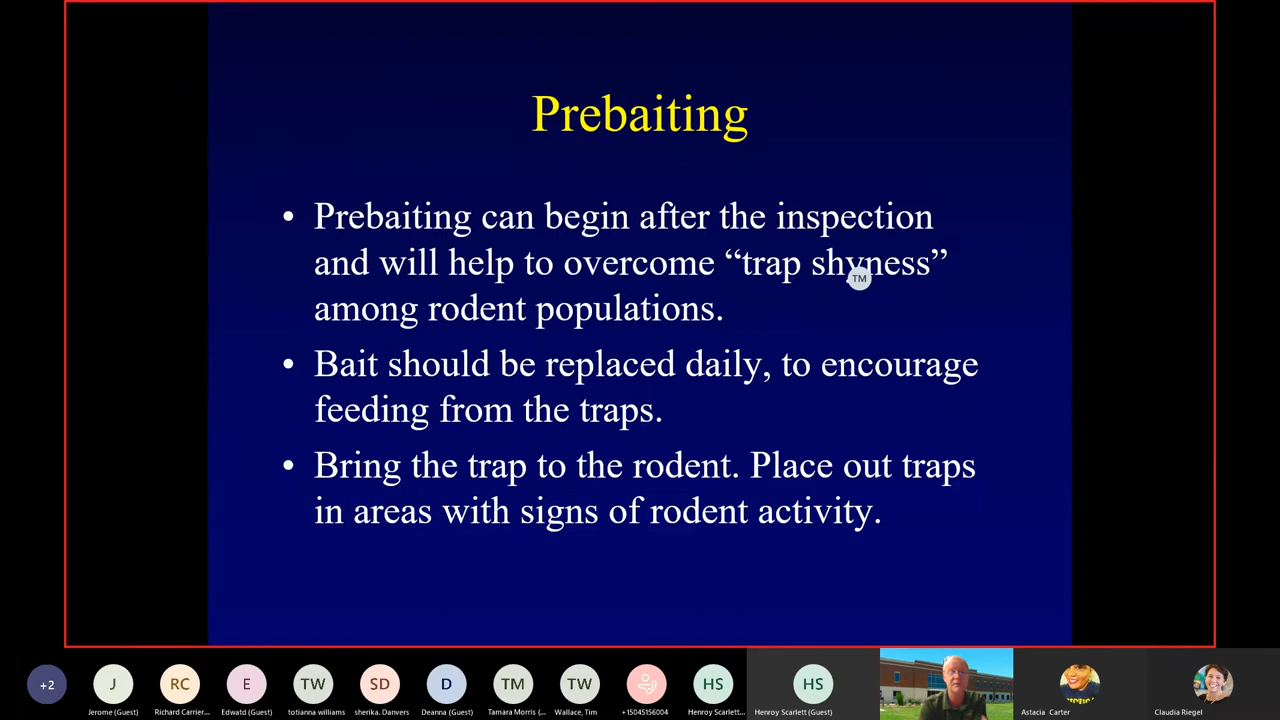 Prebaiting
• Prebaiting can begin after the inspection
and will help to overcome “trap shyness”
TM
among rodent populations.
• Bait should be replaced daily, to encourage
feeding from the traps.
• Bring the trap to the rodent. Place out traps
in areas with signs of rodent activity.
+2 J RC E TW SD D TM TW HS HS
Jerome (Guest) Richard Carrier... Edwatd (Guest) totianna williams sherika. Danvers Deanna (Guest) Tamara Morris (... Wallace, Tim +15045156004 Henroy Scarlett... Henroy Scarlett (Guest) Astacia Carter Claudia Riegel